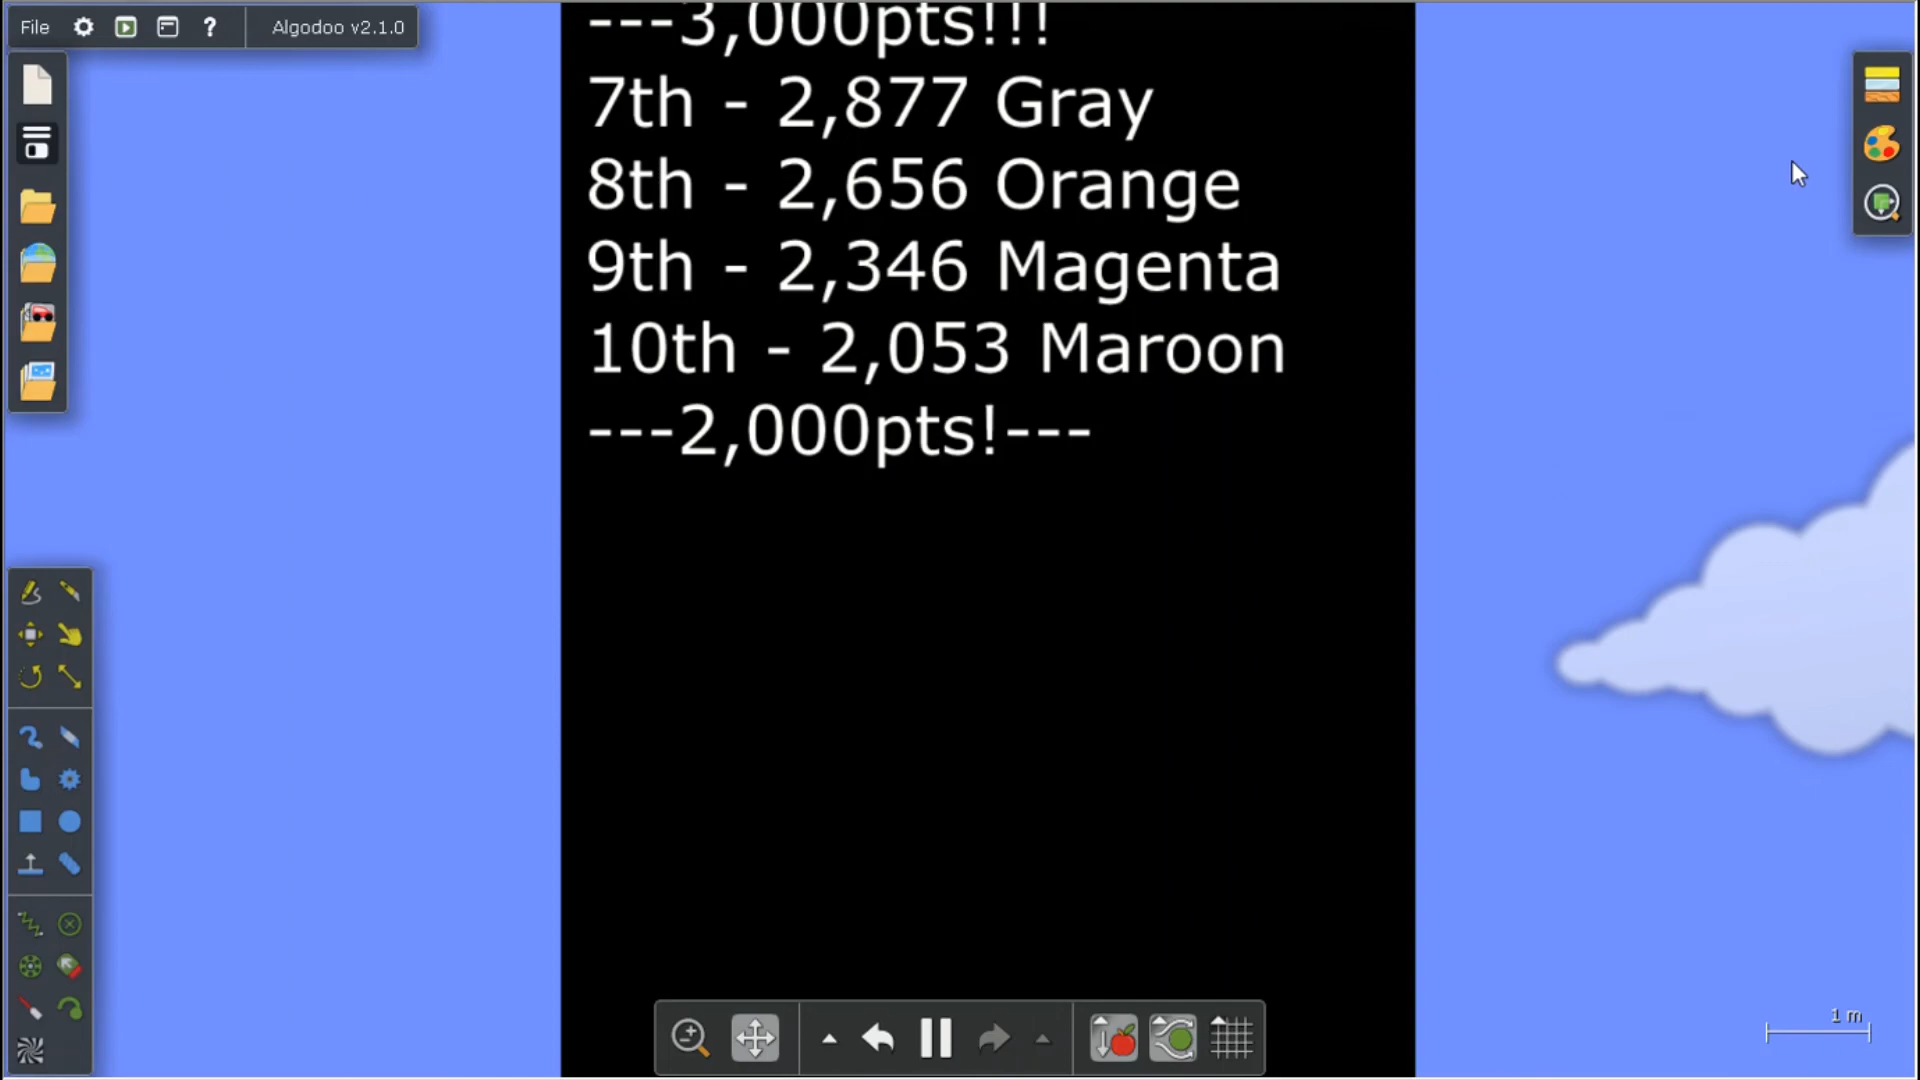 File ? Algodoo v2.1.0
---3,000pts!!!
7th - 2,877 Gray
8th - 2,656 Orange
9th - 2,346 Magenta
10th - 2,053 Maroon
---2,000pts!---
1 m